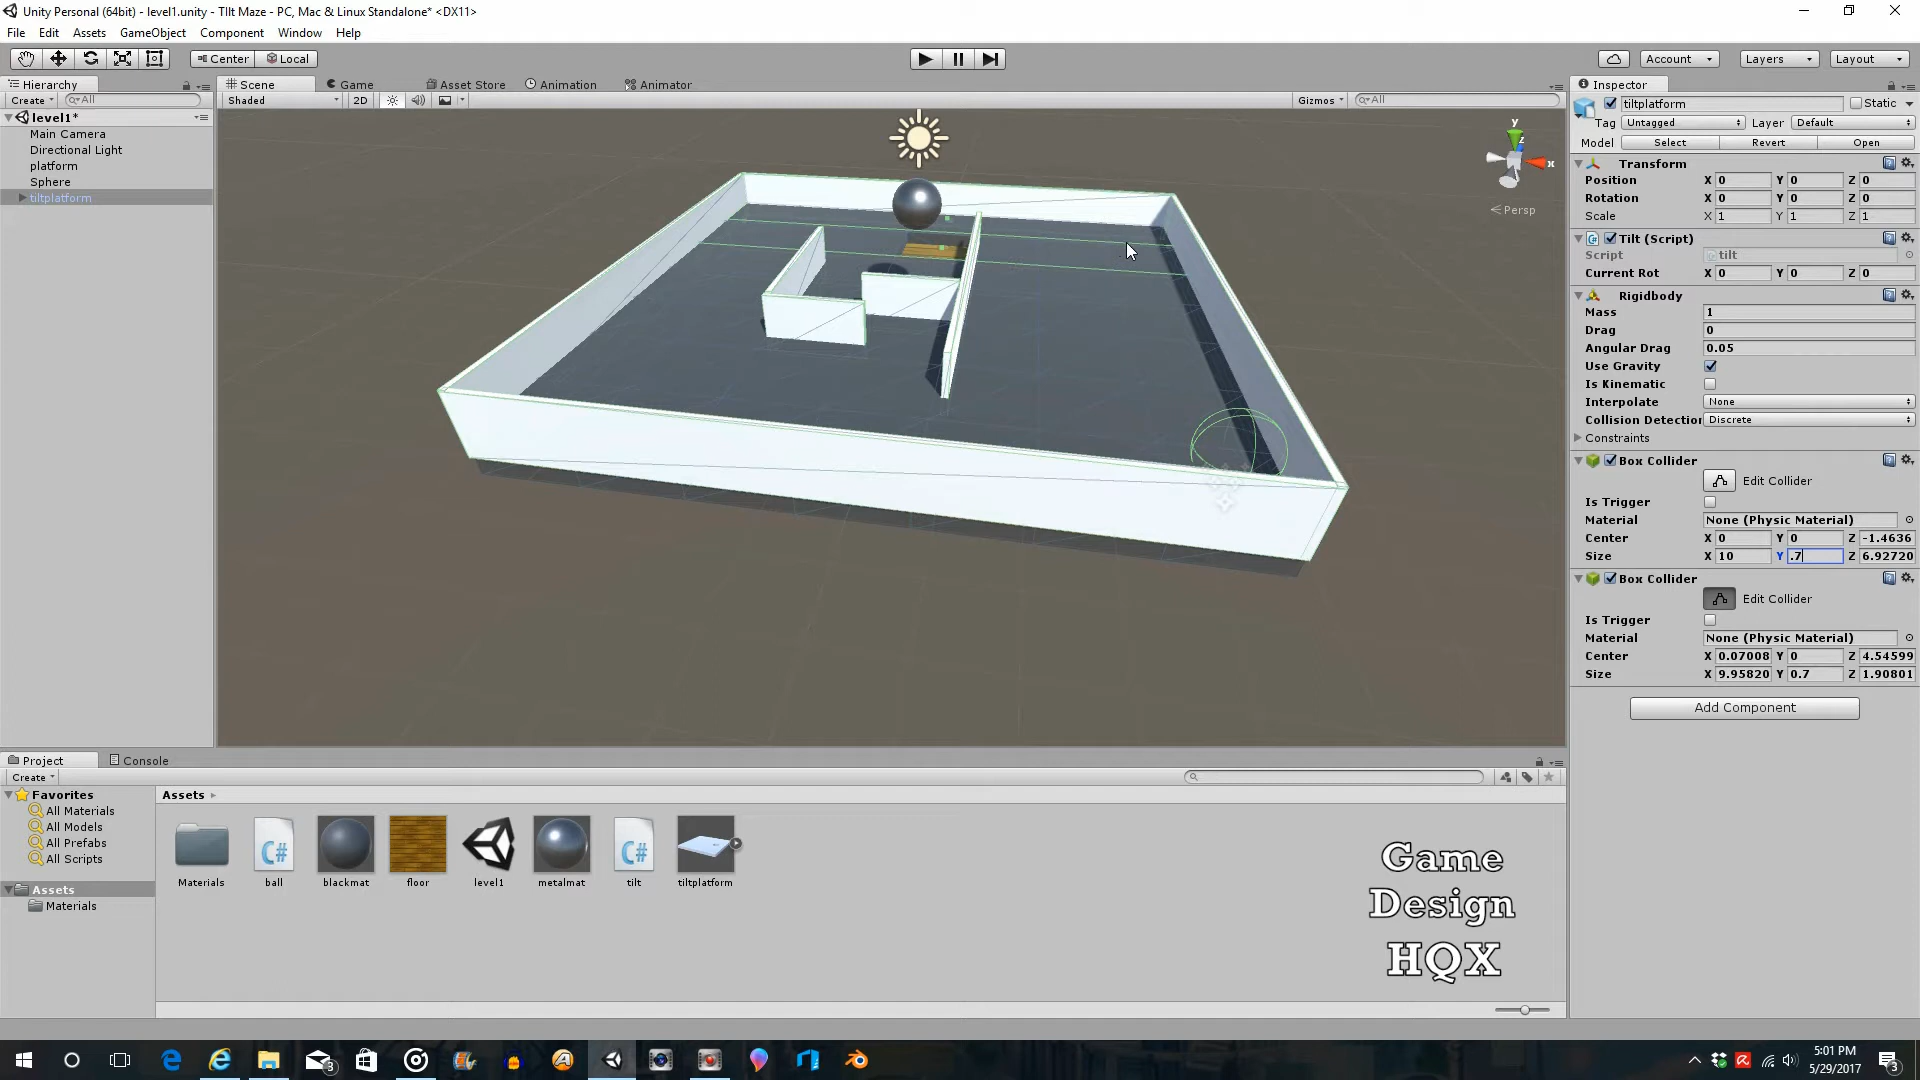 Unity Personal (64bit) - level1.unity - TIlt Maze - PC, Mac & Linux Standalone* <DX11>
File Edit Assets GameObject Component Window Help
Center Local
Account Layers Layout
Hierarchy
Create All
level1*
Main Camera
Directional Light
platform
Sphere
tiltplatform
Scene Game Asset Store Animation Animator
Shaded 2D Gizmos All
y
x
z
Persp
Inspector
tiltplatform Static
Tag Untagged Layer Default
Model Select Revert Open
Transform
Position X 0 Y 0 Z 0
Rotation X 0 Y 0 Z 0
Scale X 1 Y 1 Z 1
Tilt (Script)
Script tilt
Current Rot X 0 Y 0 Z 0
Rigidbody
Mass 1
Drag 0
Angular Drag 0.05
Use Gravity
Is Kinematic
Interpolate None
Collision Detection Discrete
Constraints
Box Collider
Edit Collider
Is Trigger
Material None (Physic Material)
Center X 0 Y 0 Z -1.4636
Size X 10 Y .7 Z 6.92720
Box Collider
Edit Collider
Is Trigger
Material None (Physic Material)
Center X 0.07008 Y 0 Z 4.54599
Size X 9.95820 Y 0.7 Z 1.90801
Add Component
Project Console
Create
Favorites
All Materials
All Models
All Prefabs
All Scripts
Assets
Materials
Assets
Materials ball blackmat floor level1 metalmat tilt tiltplatform
C# C#
Game
Design
HQX
3
5:01 PM
5/29/2017
3